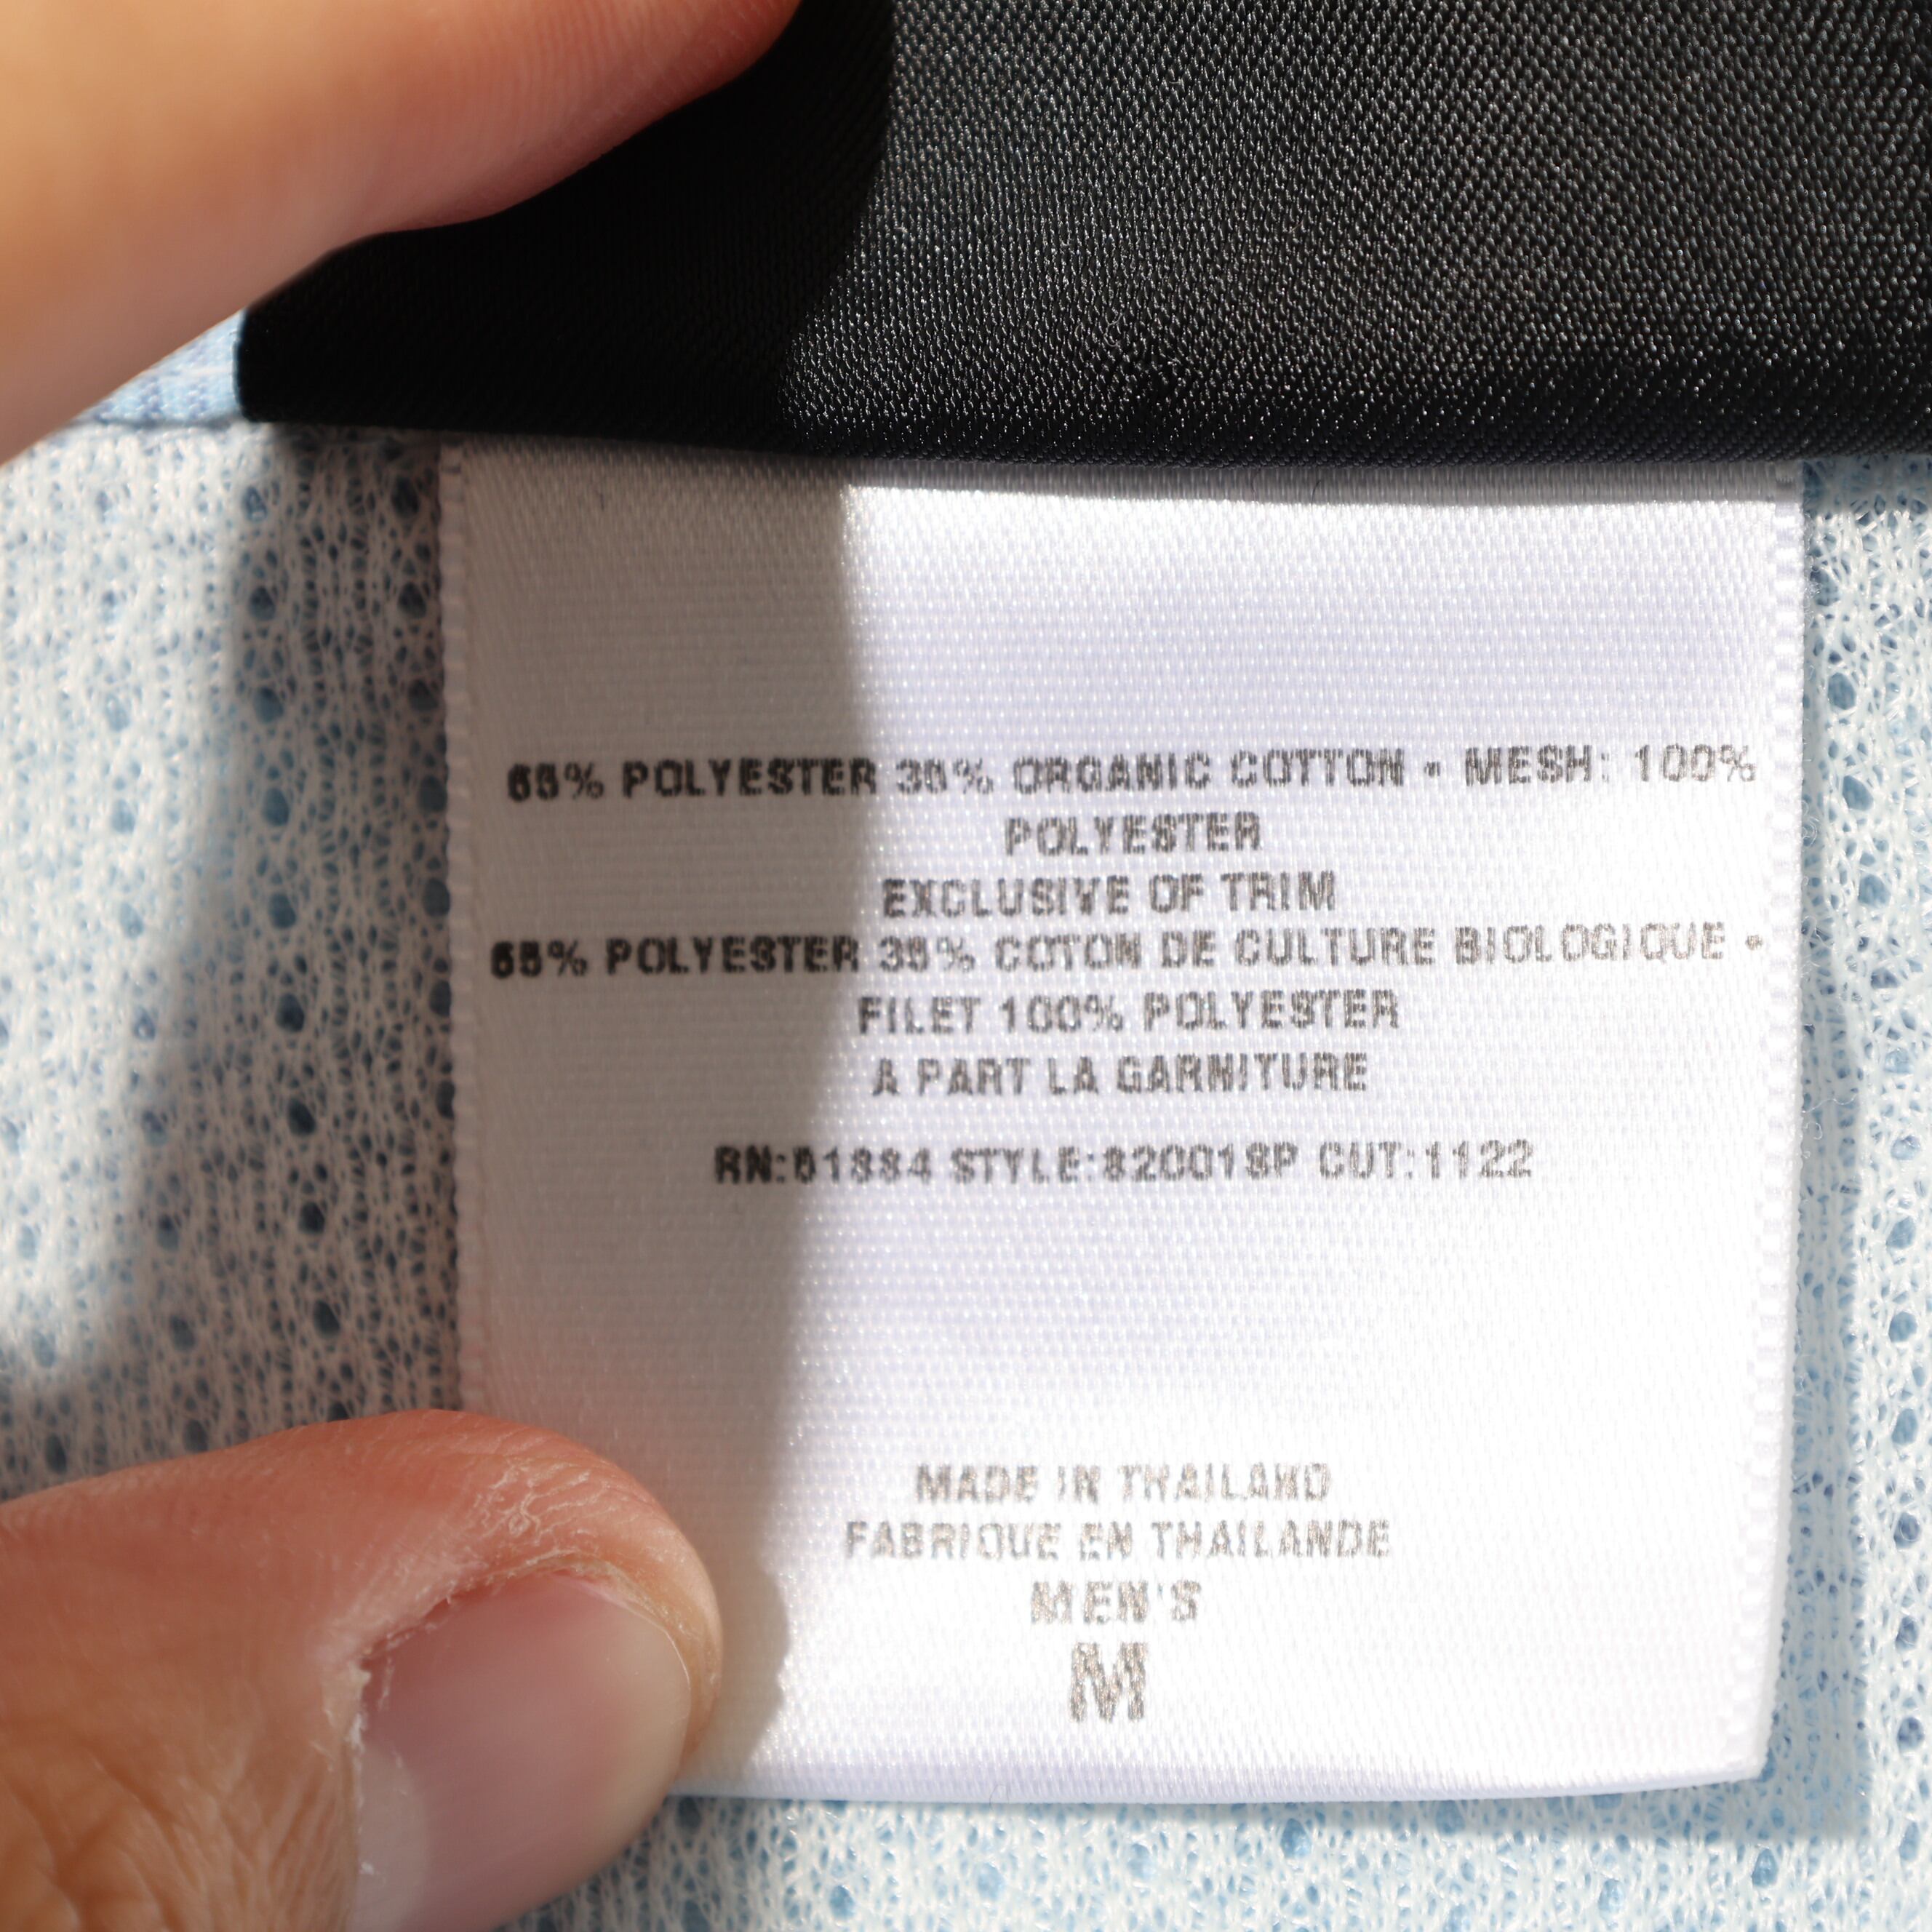 65% POLYESTER 35% ORGANIC COTTON • MESH: 100%
POLYESTER
EXCLUSIVE OF TRIM
65% POLYESTER 35% COTON DE CULTURE BIOLOGIQUE •
FILET 100% POLYESTER
A PART LA GARNITURE
RN:51884 STYLE:82001SP CUT:1122
MADE IN THAILAND
FABRIQUE EN THAILANDE
MEN'S
M